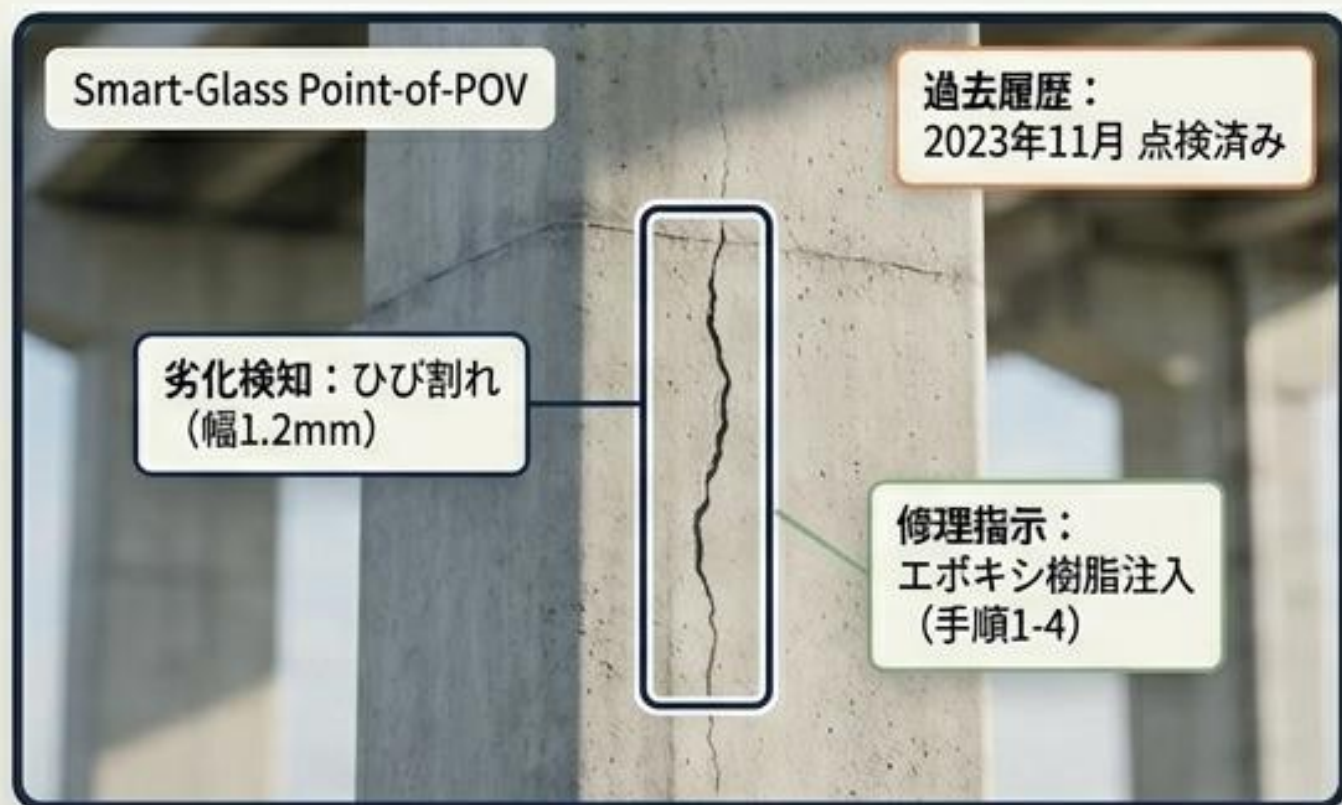 Smart-Glass Point-of-POV
過去履歴：
2023年11月 点検済み
劣化検知：ひび割れ
（幅1.2mm）
修理指示：
エポキシ樹脂注入
（手順1-4）